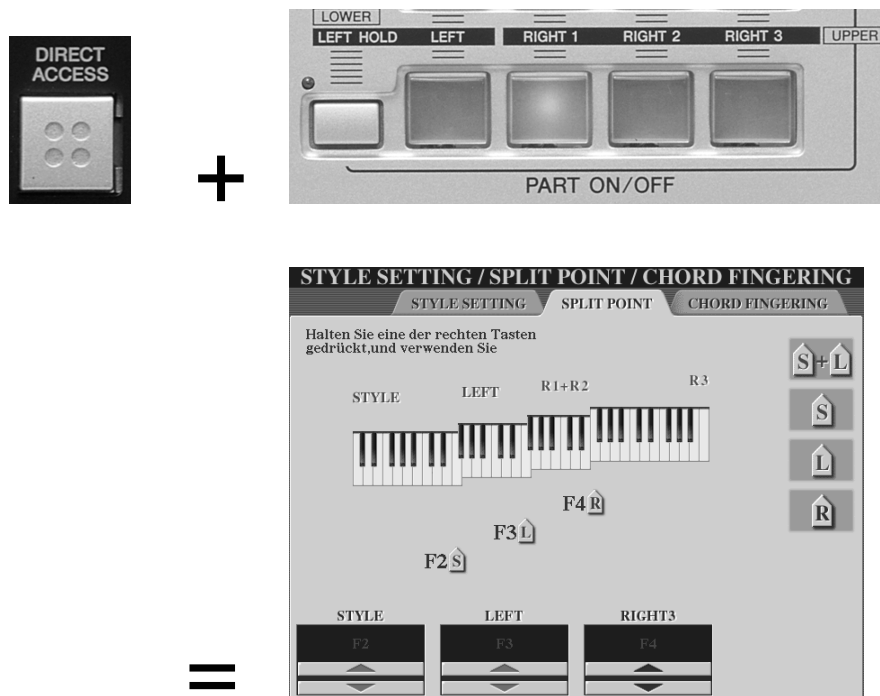 DIRECT
ACCESS
LOWER
LEFT HOLD LEFT RIGHT 1 RIGHT 2 RIGHT 3 UPPER
+
PART ON/OFF
STYLE SETTING / SPLIT POINT / CHORD FINGERING
STYLE SETTING SPLIT POINT CHORD FINGERING
Halten Sie eine der rechten Tasten
gedrückt,und verwenden Sie
S+L
STYLE LEFT R1+R2 R3
S
L
F4 R
R
F3 L
F2 S
STYLE LEFT RIGHT3
F2 F3 F4
=